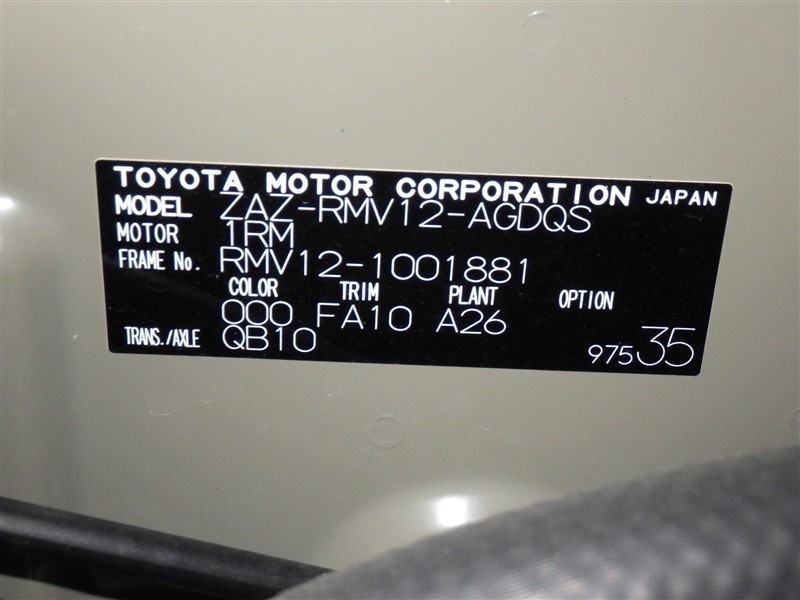 TOYOTA MOTOR CORPORATION JAPAN
MODEL ZAZ-RMV12-AGDQS
MOTOR 1RM
FRAME No. RMV12-1001881
COLOR TRIM PLANT OPTION
000 FA10 A26
TRANS./AXLE QB10
97535